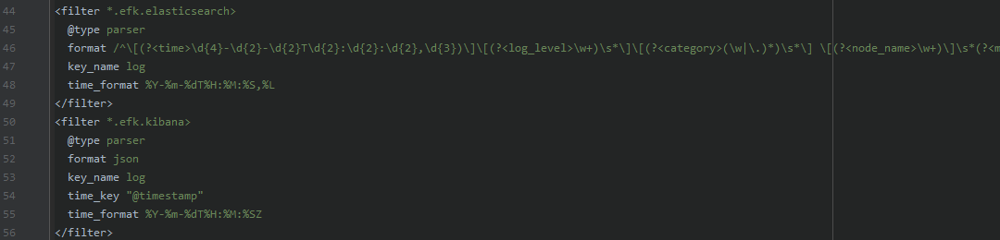 44 <filter *.efk.elasticsearch>
45 @type parser
46 format /^\[(?<time>\d{4}-\d{2}-\d{2}T\d{2}:\d{2}:\d{2},\d{3})\]\[(?<log_level>\w+)\s*\]\[(?<category>(\w|\.)*)\s*\] \[(?<node_name>\w+)\]\s*(?<m
47 key_name log
48 time_format %Y-%m-%dT%H:%M:%S,%L
49 </filter>
50 <filter *.efk.kibana>
51 @type parser
52 format json
53 key_name log
54 time_key "@timestamp"
55 time_format %Y-%m-%dT%H:%M:%SZ
56 </filter>